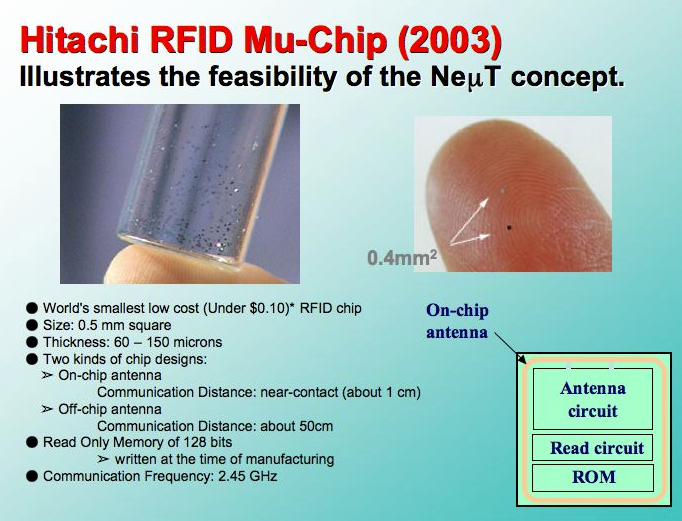 Hitachi RFID Mu-Chip (2003)
Illustrates the feasibility of the NeμT concept.
0.4mm²
● World's smallest low cost (Under $0.10)* RFID chip
● Size: 0.5 mm square
● Thickness: 60 – 150 microns
● Two kinds of chip designs:
➢ On-chip antenna
Communication Distance: near-contact (about 1 cm)
➢ Off-chip antenna
Communication Distance: about 50cm
● Read Only Memory of 128 bits
➢ written at the time of manufacturing
● Communication Frequency: 2.45 GHz
On-chip
antenna
Antenna
circuit
Read circuit
ROM